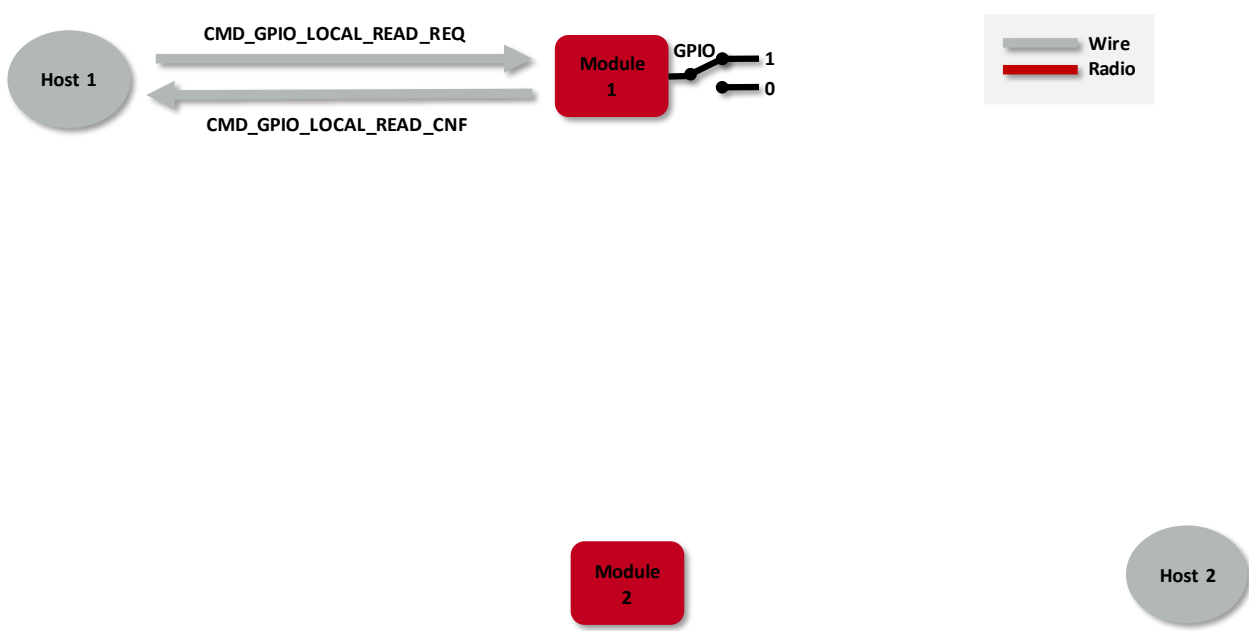 CMD_GPIO_LOCAL_READ_REQ
Host 1
Module
1
GPIO
1
0
Wire
Radio
CMD_GPIO_LOCAL_READ_CNF
Module
2
Host 2